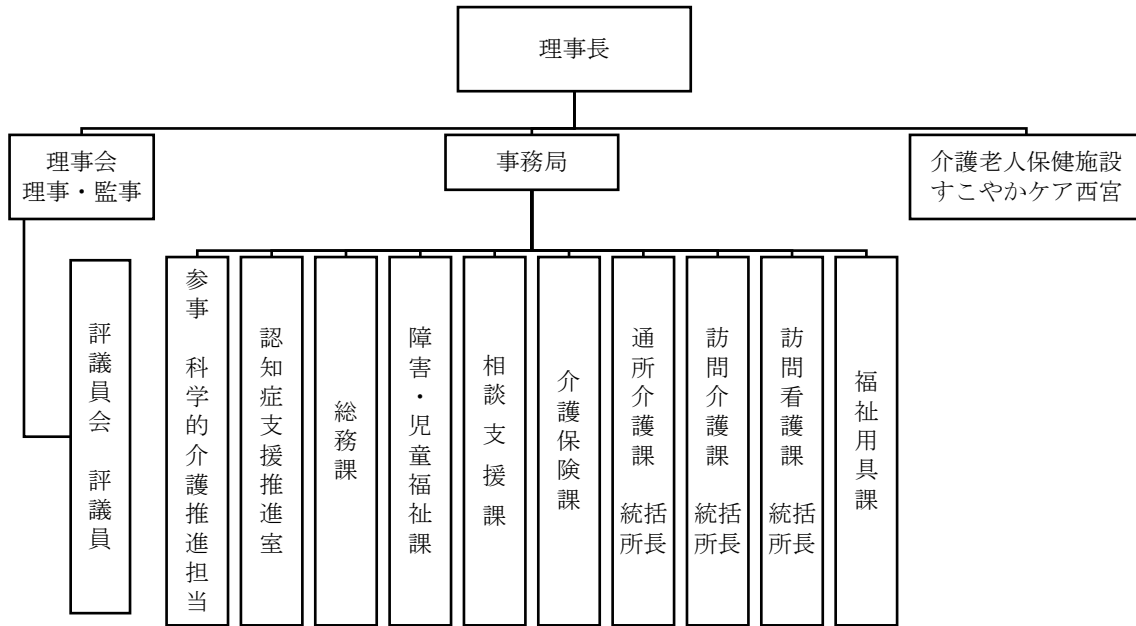 理事長
理事会
理事・監事
事務局
介護老人保健施設
すこやかケア西宮
評議員会 評議員
参事 科学的介護推進担当
認知症支援推進室
総務課
障害・児童福祉課
相談支援課
介護保険課
通所介護課 統括所長
訪問介護課 統括所長
訪問看護課 統括所長
福祉用具課